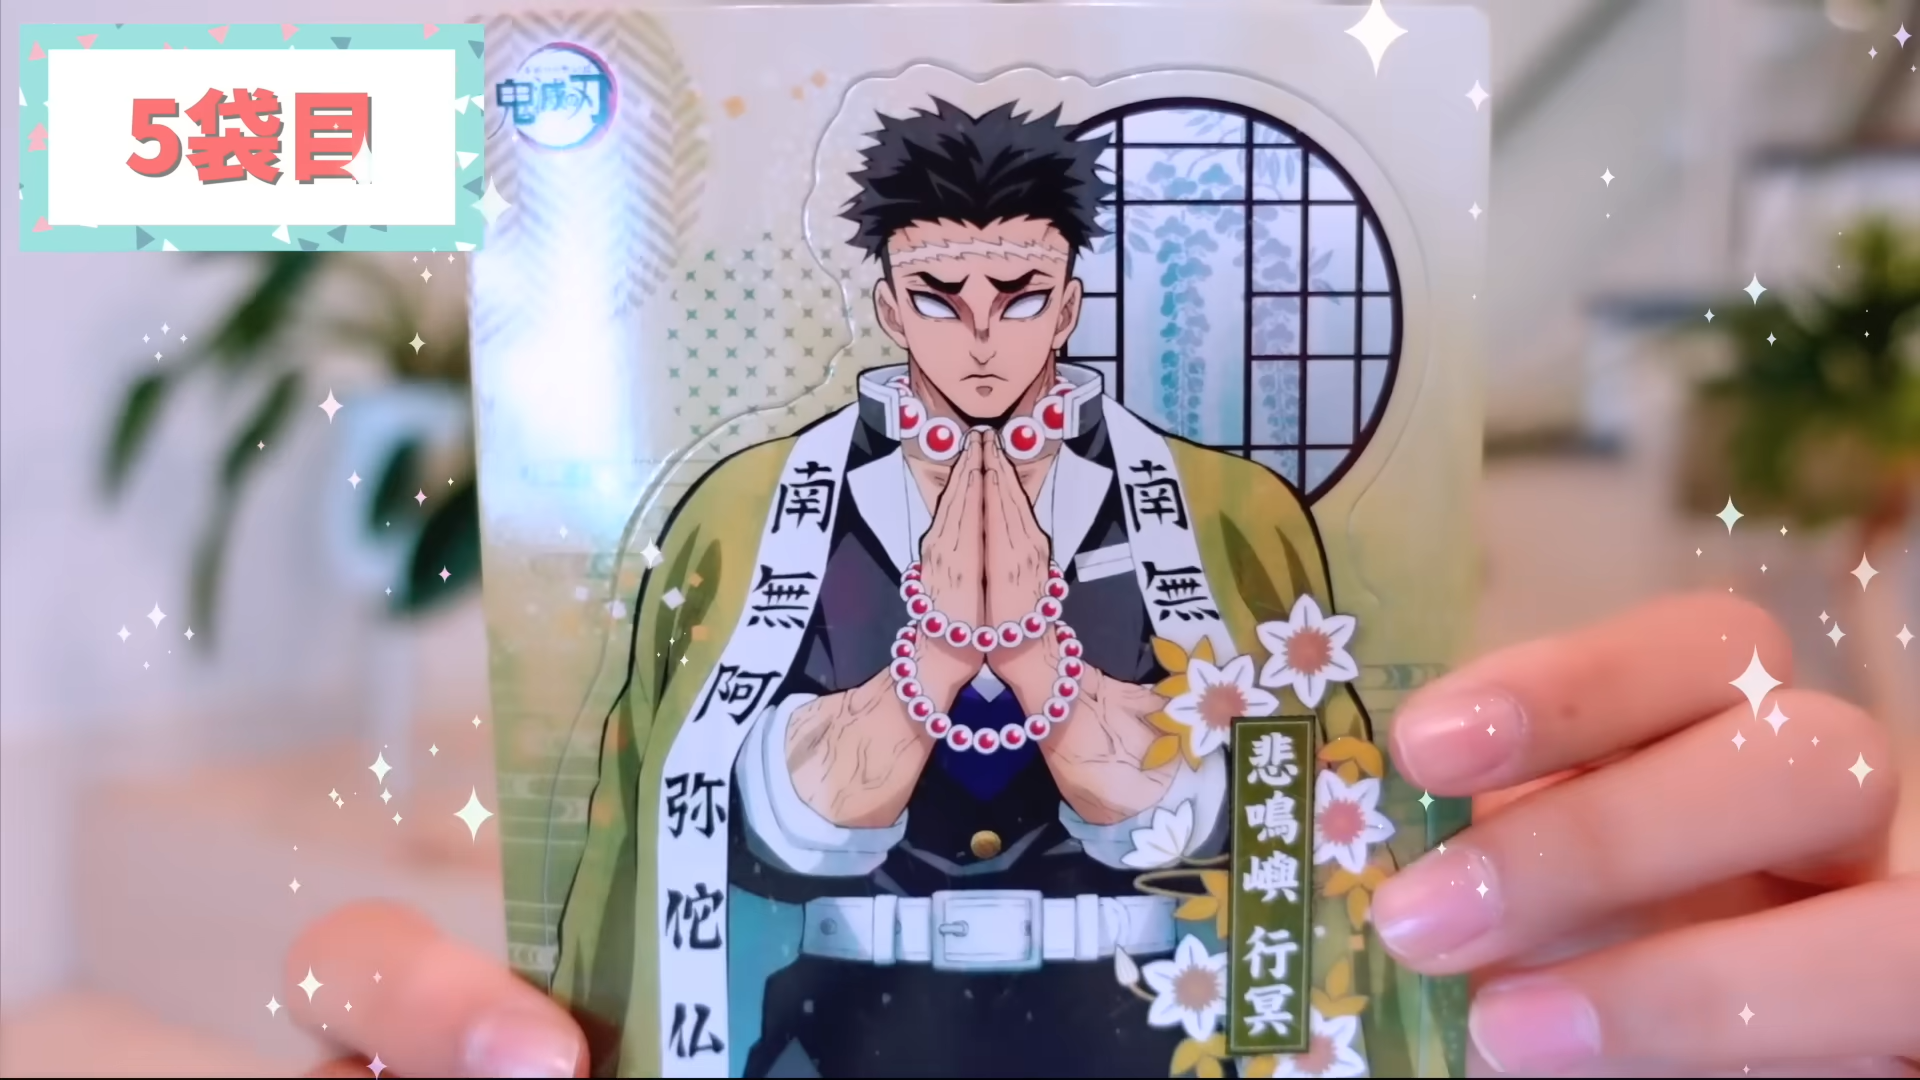 5袋目
鬼滅の刃
南無阿弥陀仏
南無
悲鳴嶼 行冥